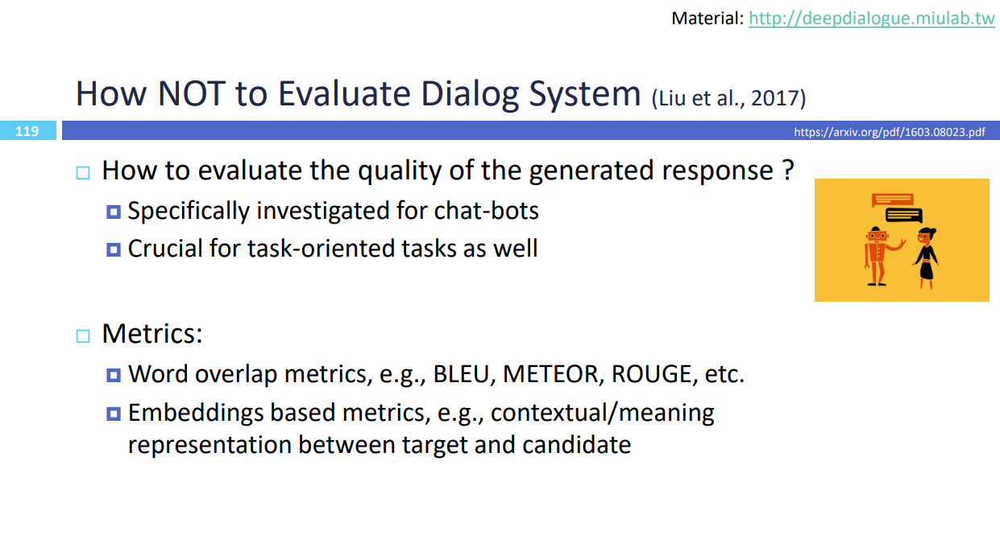 Material: http://deepdialogue.miulab.tw
How NOT to Evaluate Dialog System (Liu et al., 2017)
119
https://arxiv.org/pdf/1603.08023.pdf
How to evaluate the quality of the generated response ?
Specifically investigated for chat-bots
Crucial for task-oriented tasks as well
Metrics:
Word overlap metrics, e.g., BLEU, METEOR, ROUGE, etc.
Embeddings based metrics, e.g., contextual/meaning
representation between target and candidate